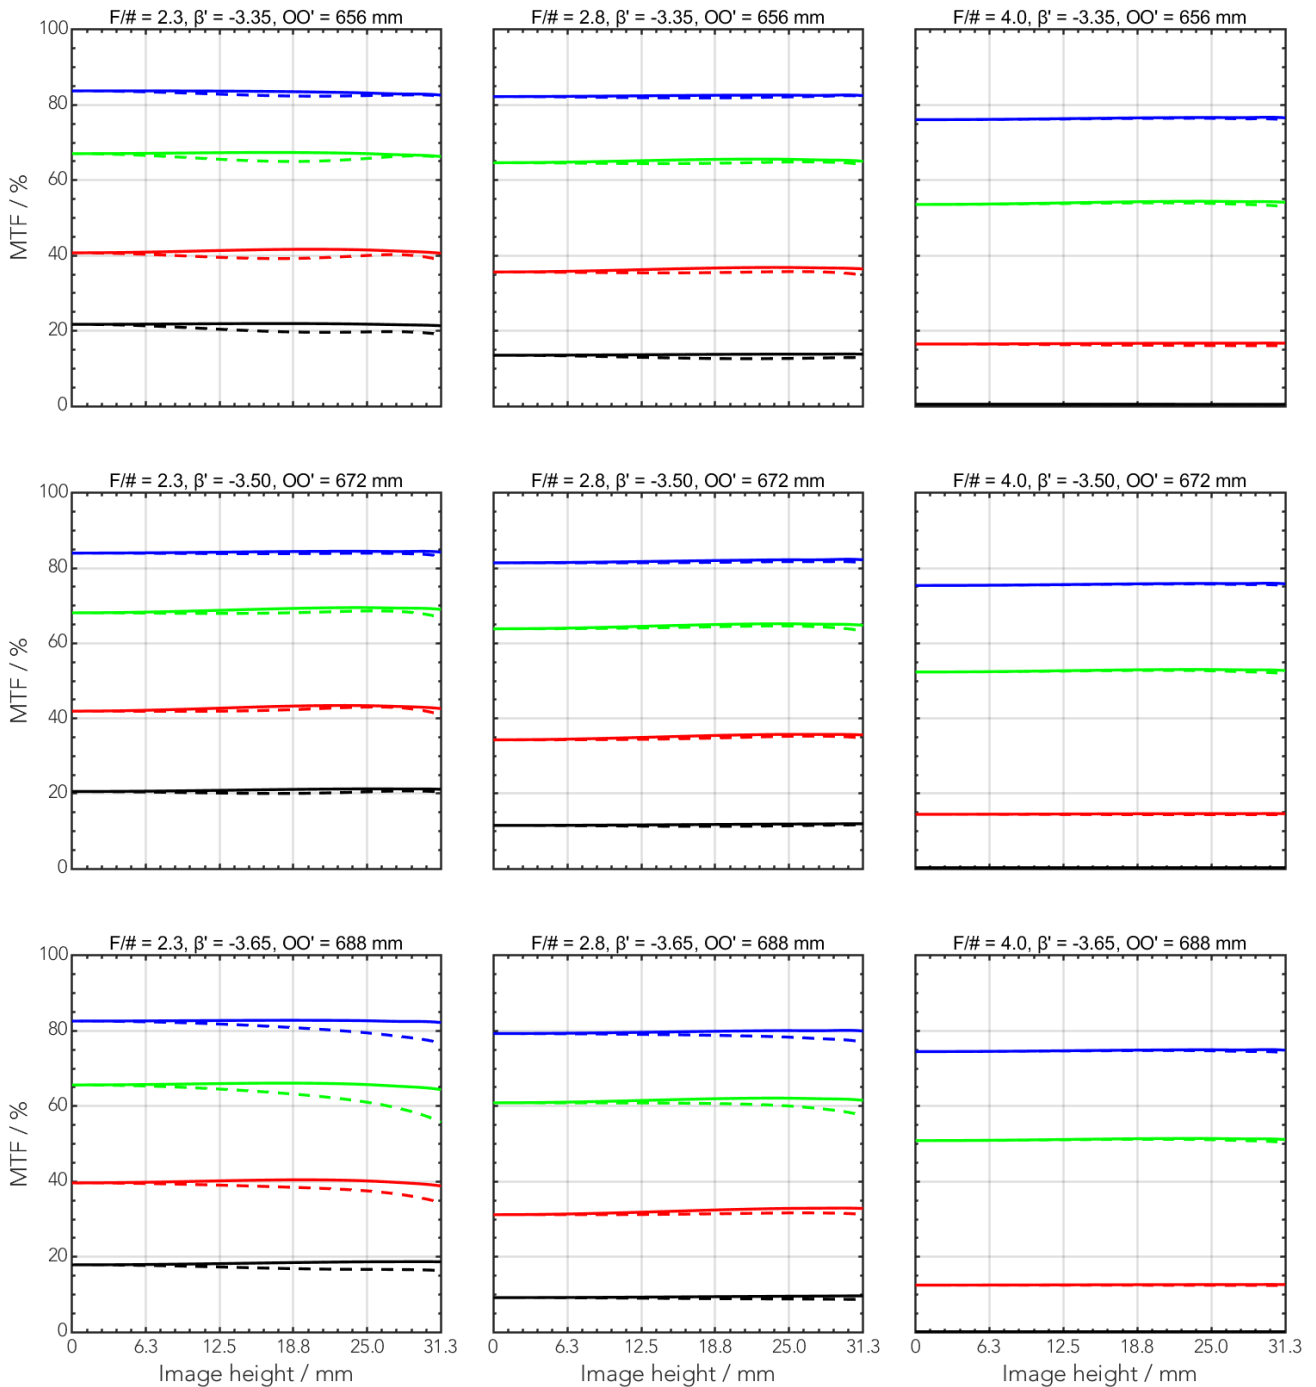 F/# = 2.3, β' = -3.35, OO' = 656 mm
F/# = 2.8, β' = -3.35, OO' = 656 mm
F/# = 4.0, β' = -3.35, OO' = 656 mm
100
80
60
40
20
0
MTF / %
F/# = 2.3, β' = -3.50, OO' = 672 mm
F/# = 2.8, β' = -3.50, OO' = 672 mm
F/# = 4.0, β' = -3.50, OO' = 672 mm
100
80
60
40
20
0
MTF / %
F/# = 2.3, β' = -3.65, OO' = 688 mm
F/# = 2.8, β' = -3.65, OO' = 688 mm
F/# = 4.0, β' = -3.65, OO' = 688 mm
100
80
60
40
20
0
MTF / %
0 6.3 12.5 18.8 25.0 31.3
0 6.3 12.5 18.8 25.0 31.3
0 6.3 12.5 18.8 25.0 31.3
Image height / mm
Image height / mm
Image height / mm